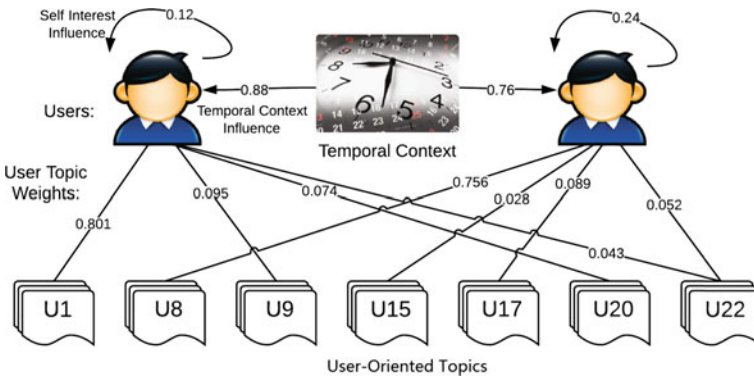 Self Interest
Influence
0.12
0.24
0.88
0.76
Users:
Temporal Context
Influence
Temporal Context
User Topic
Weights:
0.801
0.095
0.074
0.756
0.028
0.089
0.052
0.043
U1
U8
U9
U15
U17
U20
U22
User-Oriented Topics